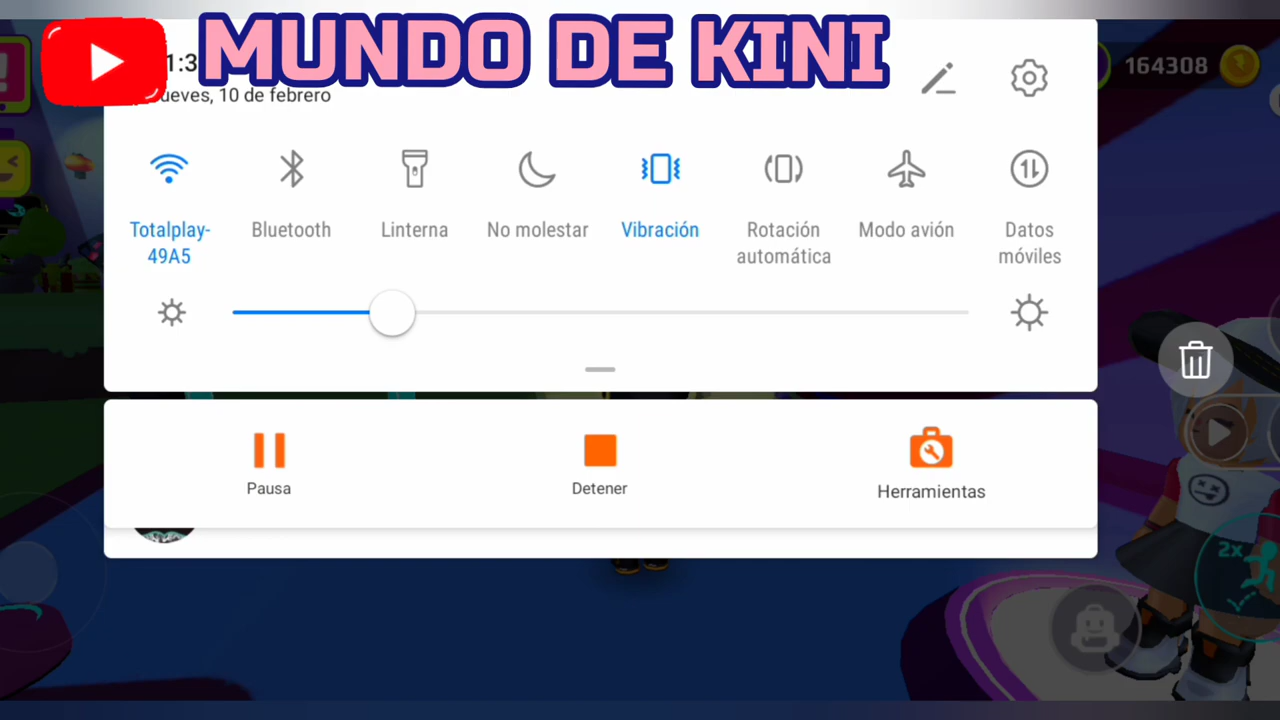 MUNDO DE KINI
jueves, 10 de febrero
164308
Totalplay-
49A5
Bluetooth
Linterna
No molestar
Vibración
Rotación
automática
Modo avión
Datos
móviles
Pausa
Detener
Herramientas
2x